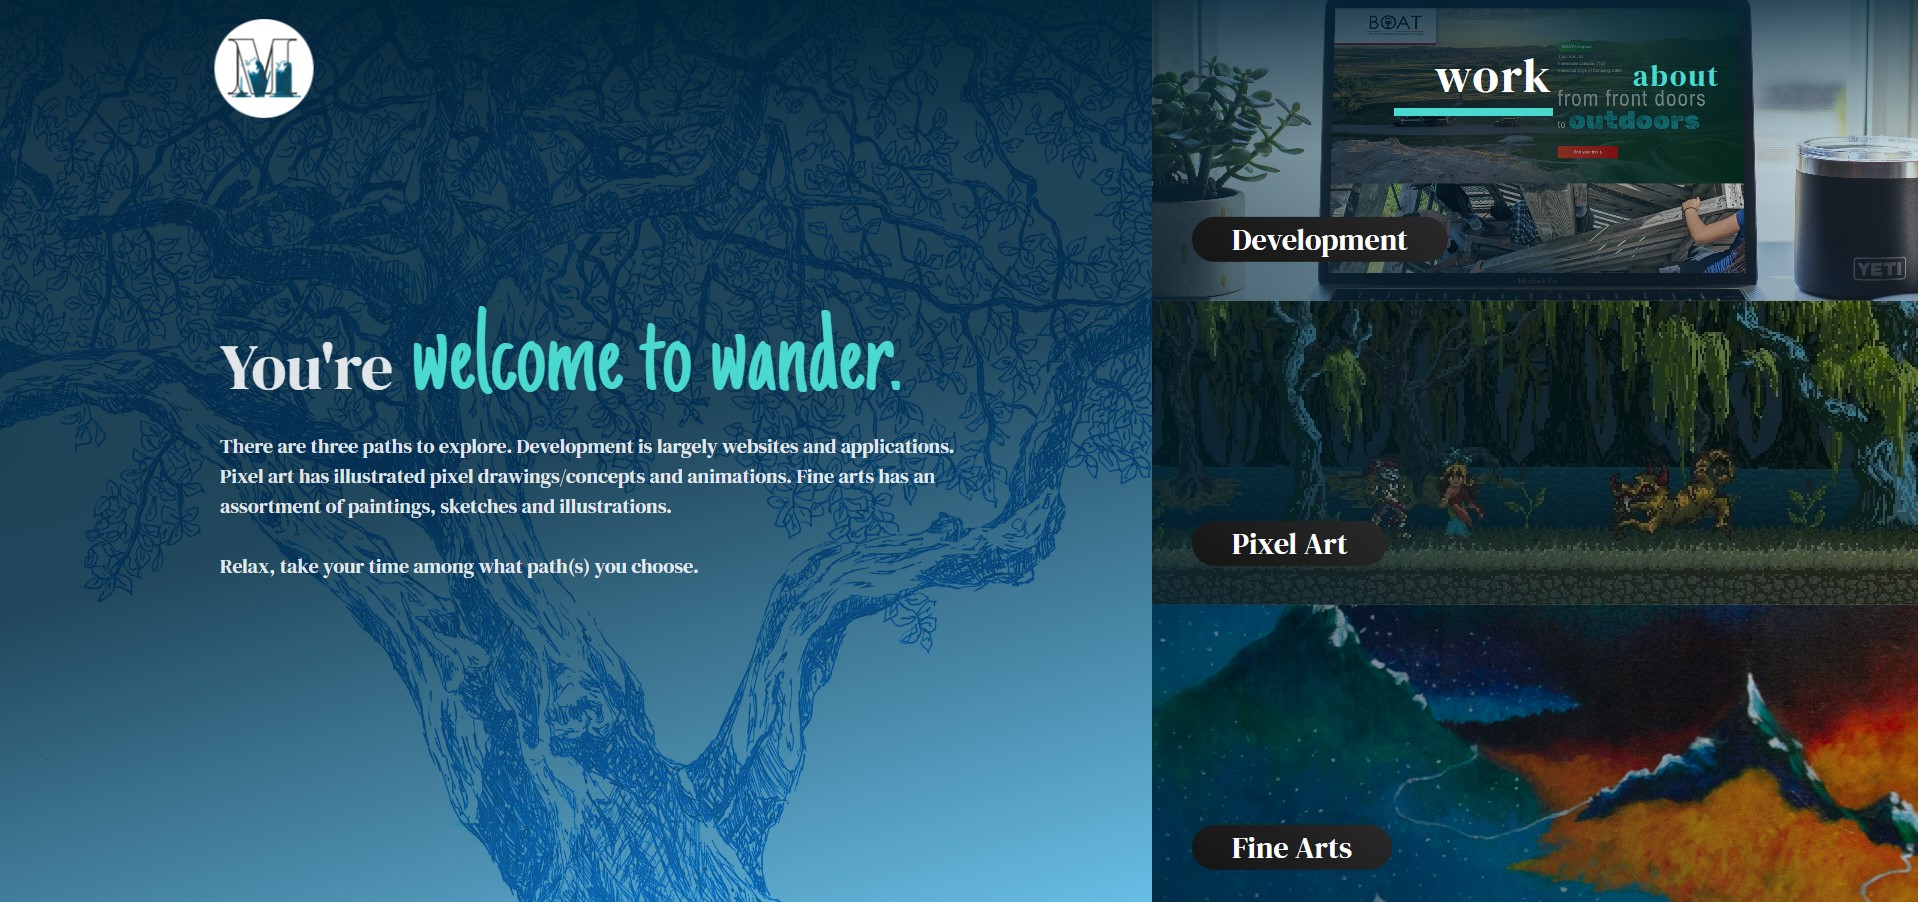 M
work
about
BOAT
from front doors
to outdoors
find your trip >
YETI
Development
You're welcome to wander.
There are three paths to explore. Development is largely websites and applications.
Pixel art has illustrated pixel drawings/concepts and animations. Fine arts has an
assortment of paintings, sketches and illustrations.
Relax, take your time among what path(s) you choose.
Pixel Art
Fine Arts